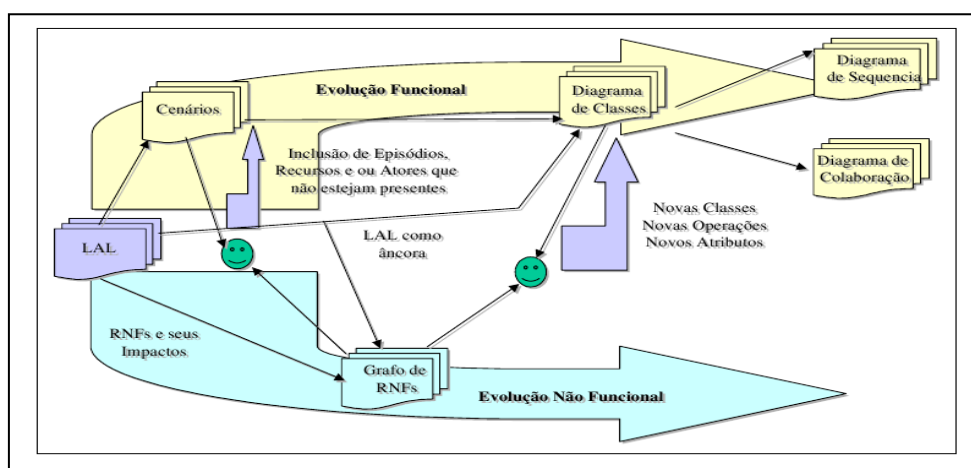 Diagrama
de Sequencia
Cenários
Evolução Funcional
Diagrama
de Classes
Inclusão de Episódios,
Recursos e ou Atores que
não estejam presentes
Diagrama de
Colaboração
LAL
LAL como
âncora
Novas Classes
Novas Operações
Novos Atributos
RNFs e seus
Impactos
Grafo de
RNFs
Evolução Não Funcional